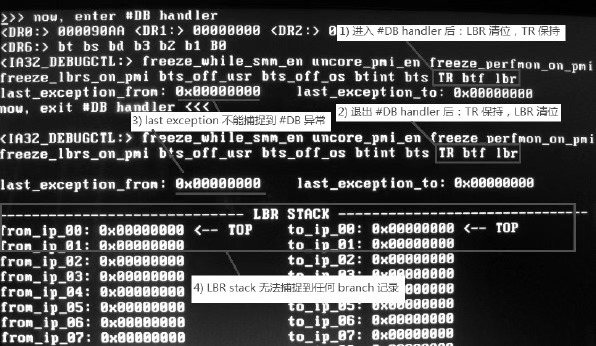 >>> now, enter #DB handler
<DR0:> 000090AA <DR1:> 00000000 <DR2:> 0
1) 进入 #DB handler 后：LBR 清位，TR 保持
<DR6:> bt bs bd b3 b2 b1 B0
<IA32_DEBUGCTL:> freeze_while_smm_en uncore_pmi_en freeze_perfmon_on_pmi
freeze_lbrs_on_pmi bts_off_usr bts_off_os btint bts TR btf lbr
last_exception_from: 0x00000000
now, exit #DB handler <<<
2) 退出 #DB handler 后：TR 保持，LBR 清位
3) last exception 不能捕捉到 #DB 异常
<IA32_DEBUGCTL:> freeze_while_smm_en uncore_pmi_en freeze_perfmon_on_pmi
freeze_lbrs_on_pmi bts_off_usr bts_off_os btint bts TR btf lbr
last_exception_from: 0x00000000 last_exception_to: 0x00000000
------------------------------ LBR STACK ------------------------------
from_ip_00: 0x00000000 <-- TOP to_ip_00: 0x00000000 <-- TOP
from_ip_01: 0x00000000 to_ip_01: 0x00000000
from_ip_02: 0x00000000 to_ip_02: 0x00000000
from_ip_03: 0x00000000 to_ip_03: 0x00000000
from_ip_04: 0x00000000
4) LBR stack 无法捕捉到任何 branch 记录
from_ip_05: 0x00000000 to_ip_05: 0x00000000
from_ip_06: 0x00000000 to_ip_06: 0x00000000
from_ip_07: 0x00000000 to_ip_07: 0x00000000